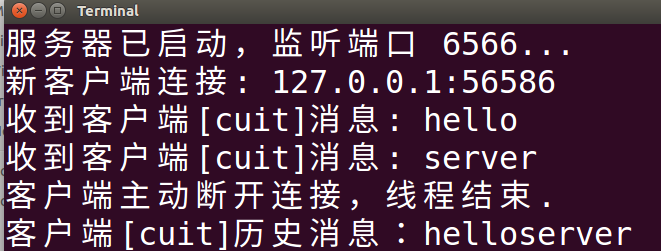 Terminal
服务器已启动，监听端口 6566...
新客户端连接: 127.0.0.1:56586
收到客户端[cuit]消息: hello
收到客户端[cuit]消息: server
客户端主动断开连接，线程结束.
客户端[cuit]历史消息：helloserver